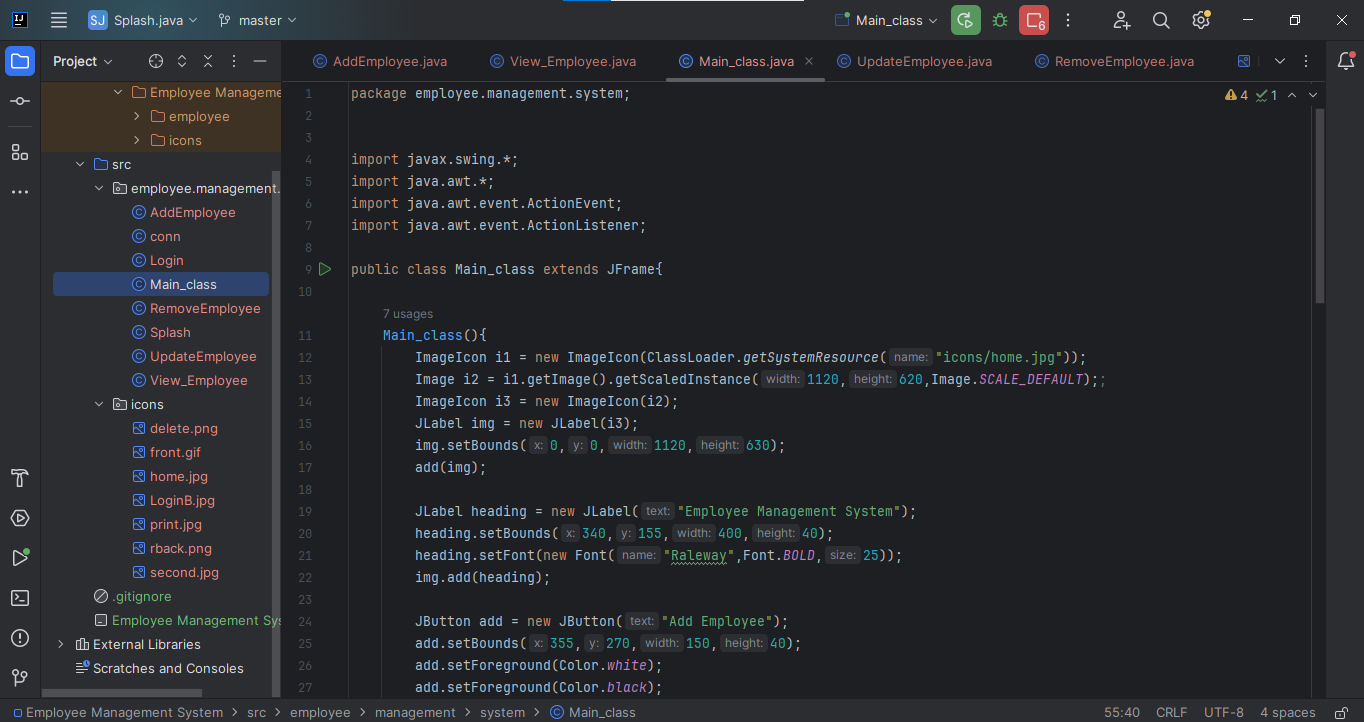 SJ Splash.java master Main_class 6
Project
AddEmployee.java View_Employee.java Main_class.java UpdateEmployee.java RemoveEmployee.java
Employee Manageme
employee
icons
src
employee.management.
AddEmployee
conn
Login
Main_class
RemoveEmployee
Splash
UpdateEmployee
View_Employee
icons
delete.png
front.gif
home.jpg
LoginB.jpg
print.jpg
rback.png
second.jpg
.gitignore
Employee Management Sys
External Libraries
Scratches and Consoles
4 1
1 package employee.management.system;
2
3
4 import javax.swing.*;
5 import java.awt.*;
6 import java.awt.event.ActionEvent;
7 import java.awt.event.ActionListener;
8
9 public class Main_class extends JFrame{
10
7 usages
11 Main_class(){
12 ImageIcon i1 = new ImageIcon(ClassLoader.getSystemResource( name: "icons/home.jpg"));
13 Image i2 = i1.getImage().getScaledInstance( width: 1120, height: 620,Image.SCALE_DEFAULT);;
14 ImageIcon i3 = new ImageIcon(i2);
15 JLabel img = new JLabel(i3);
16 img.setBounds( x: 0, y: 0, width: 1120, height: 630);
17 add(img);
18
19 JLabel heading = new JLabel( text: "Employee Management System");
20 heading.setBounds( x: 340, y: 155, width: 400, height: 40);
21 heading.setFont(new Font( name: "Raleway",Font.BOLD, size: 25));
22 img.add(heading);
23
24 JButton add = new JButton( text: "Add Employee");
25 add.setBounds( x: 355, y: 270, width: 150, height: 40);
26 add.setForeground(Color.white);
27 add.setForeground(Color.black);
Employee Management System > src > employee > management > system > Main_class
55:40 CRLF UTF-8 4 spaces